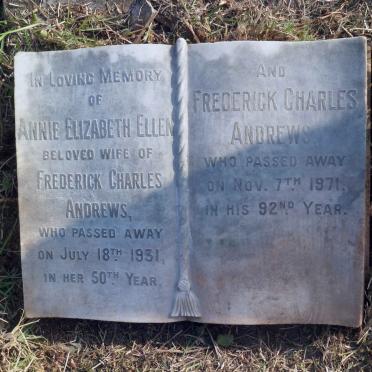 In Loving Memory
of
Annie Elizabeth Ellen
beloved wife of
Frederick Charles
Andrews,
who passed away
on July 18th 1931,
in her 50th Year.
And
Frederick Charles
Andrews
who passed away
on Nov. 7th 1971,
in his 92nd Year.